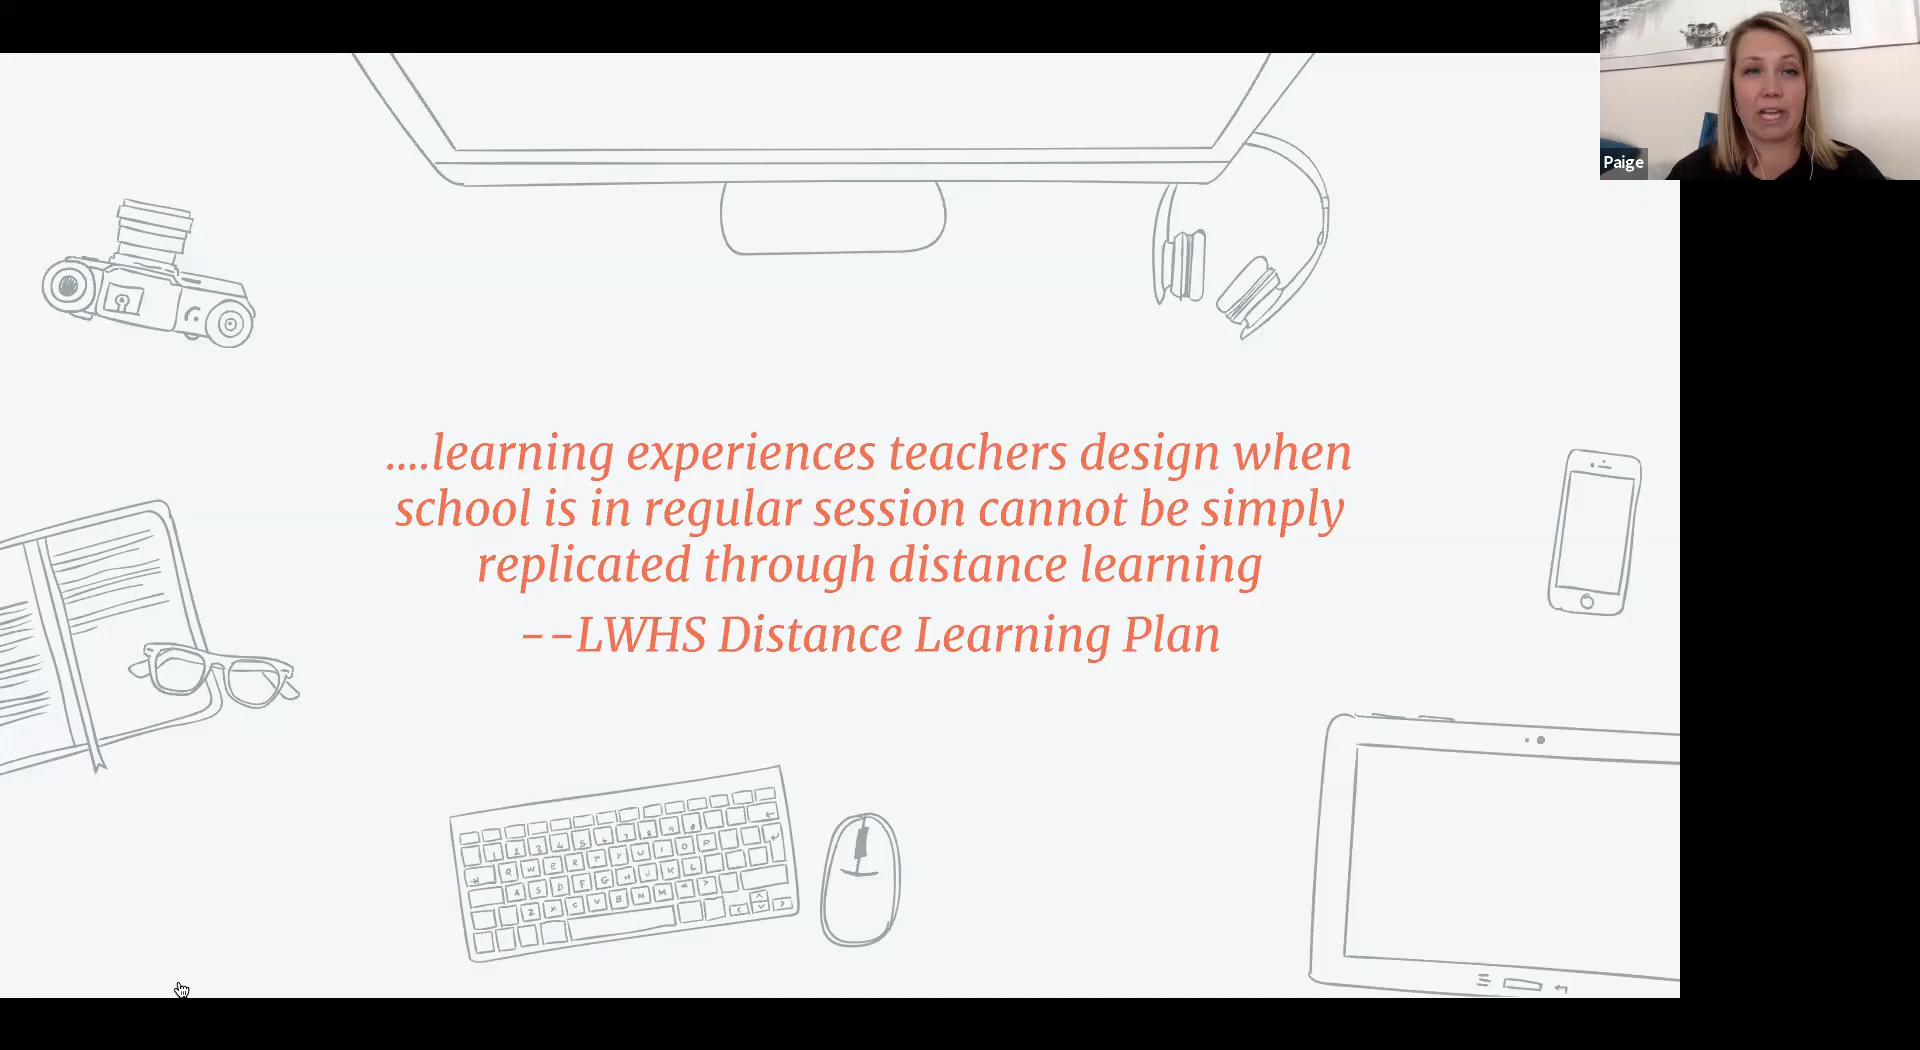 Paige
....learning experiences teachers design when
school is in regular session cannot be simply
replicated through distance learning
--LWHS Distance Learning Plan